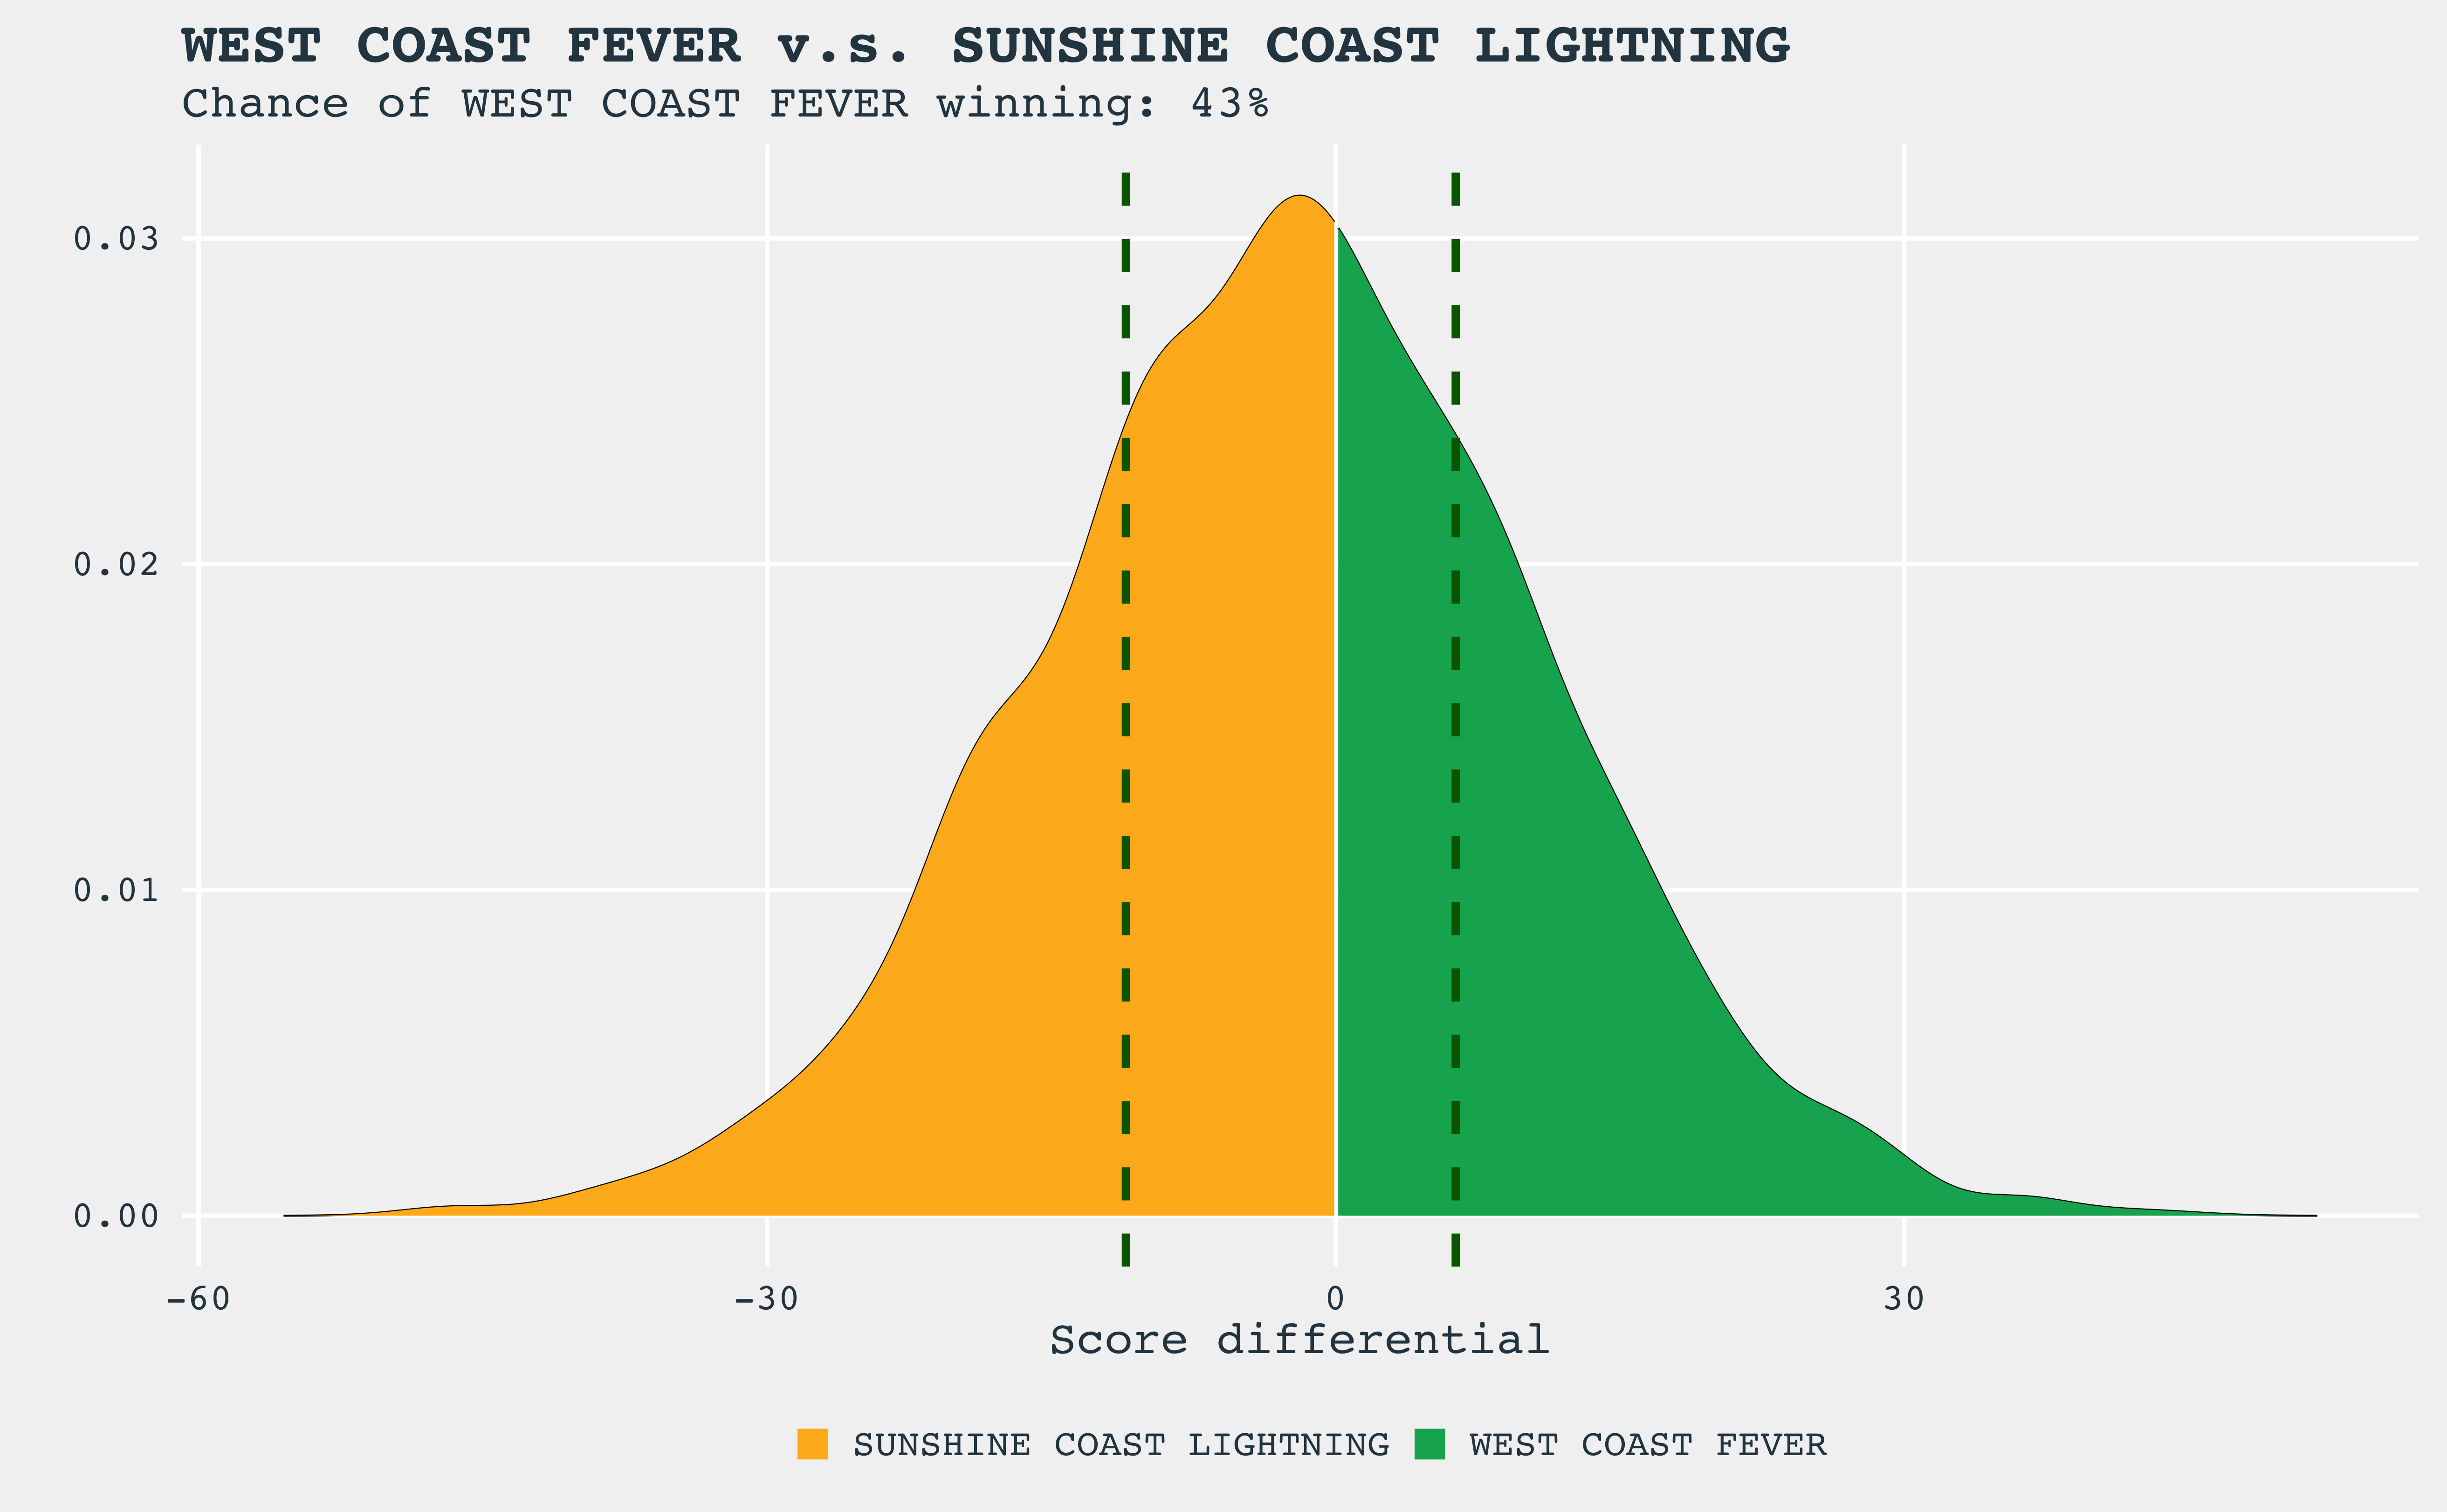 WEST COAST FEVER v.s. SUNSHINE COAST LIGHTNING
Chance of WEST COAST FEVER winning: 43%
0.03
0.02
0.01
0.00
−60 −30 0 30
Score differential
SUNSHINE COAST LIGHTNING WEST COAST FEVER